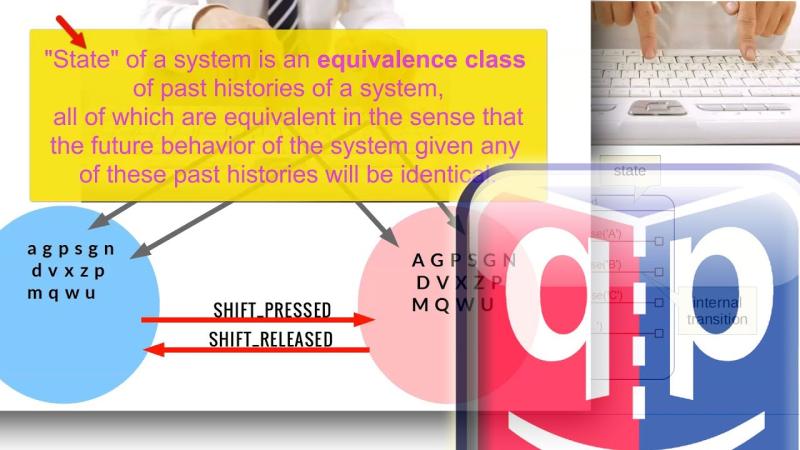 "State" of a system is an equivalence class
of past histories of a system,
all of which are equivalent in the sense that
the future behavior of the system given any
of these past histories will be identical.
state
a g p s g n
d v x z p
m q w u
A G P S G N
D V X Z P
M Q W U
se('A')
se('B')
se('C')
SHIFT_PRESSED
SHIFT_RELEASED
internal
transition
qp